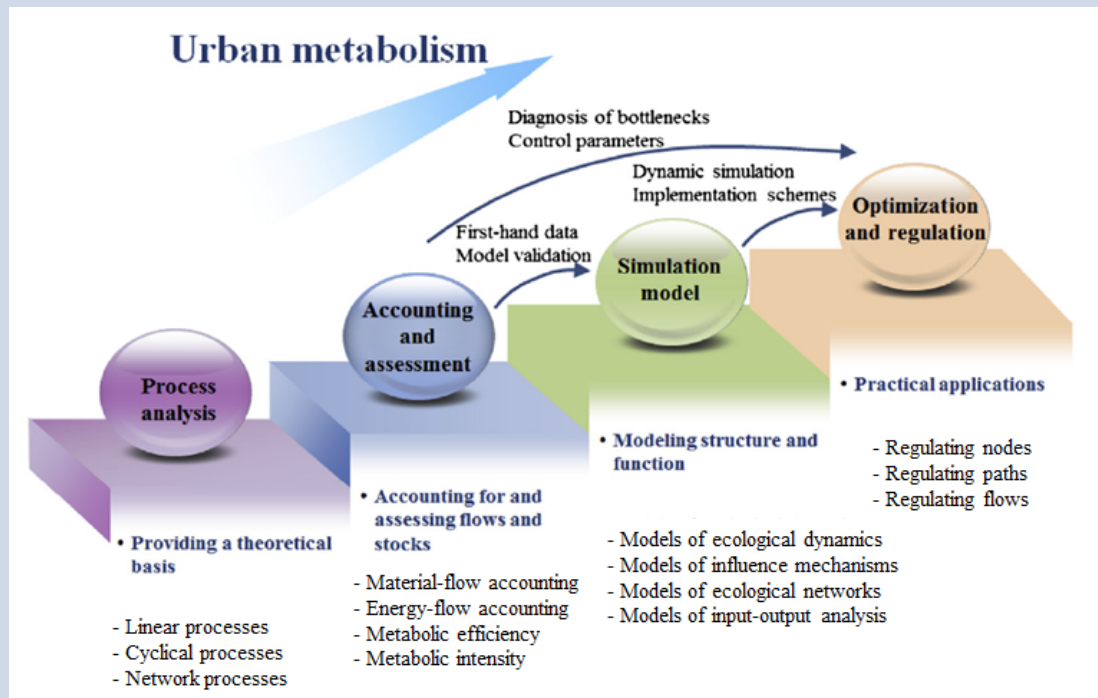 Urban metabolism
Diagnosis of bottlenecks
Control parameters
Dynamic simulation
Implementation schemes
First-hand data
Model validation
Process
analysis
• Providing a theoretical
basis
- Linear processes
- Cyclical processes
- Network processes
Accounting
and
assessment
• Accounting for and
assessing flows and
stocks
- Material-flow accounting
- Energy-flow accounting
- Metabolic efficiency
- Metabolic intensity
Simulation
model
• Modeling structure and
function
- Models of ecological dynamics
- Models of influence mechanisms
- Models of ecological networks
- Models of input-output analysis
Optimization
and regulation
• Practical applications
- Regulating nodes
- Regulating paths
- Regulating flows